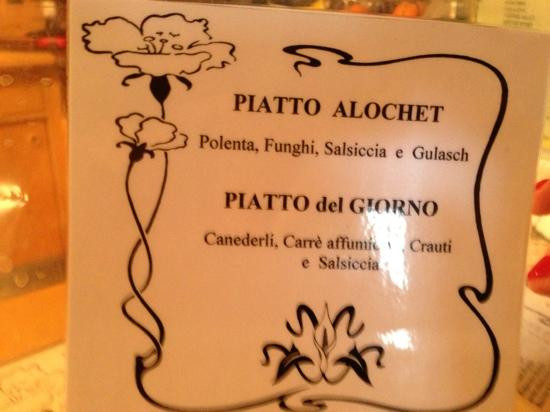 PIATTO ALOCHET
Polenta, Funghi, Salsiccia e Gulasch
PIATTO del GIORNO
Canederli, Carrè Crauti
e Salsiccia